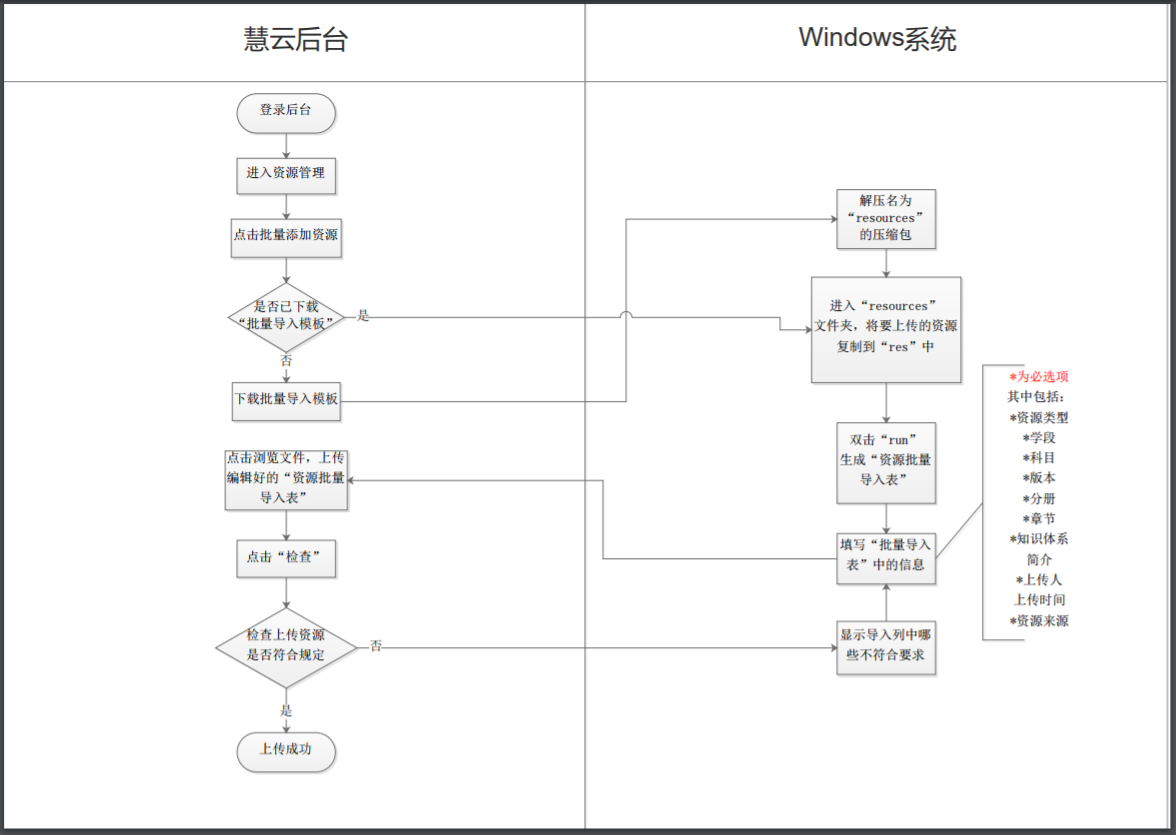 慧云后台
Windows系统
登录后台
进入资源管理
点击批量添加资源
是否已下载
“批量导入模板”
是
否
下载批量导入模板
解压名为
“resources”
的压缩包
进入“resources”
文件夹，将要上传的资源
复制到“res”中
双击“run”
生成“资源批量
导入表”
填写“批量导入
表”中的信息
*为必选项
其中包括：
*资源类型
*学段
*科目
*版本
*分册
*章节
*知识体系
简介
*上传人
上传时间
*资源来源
点击浏览文件，上传
编辑好的“资源批量
导入表”
点击“检查”
检查上传资源
是否符合规定
否
显示导入列中哪
些不符合要求
是
上传成功